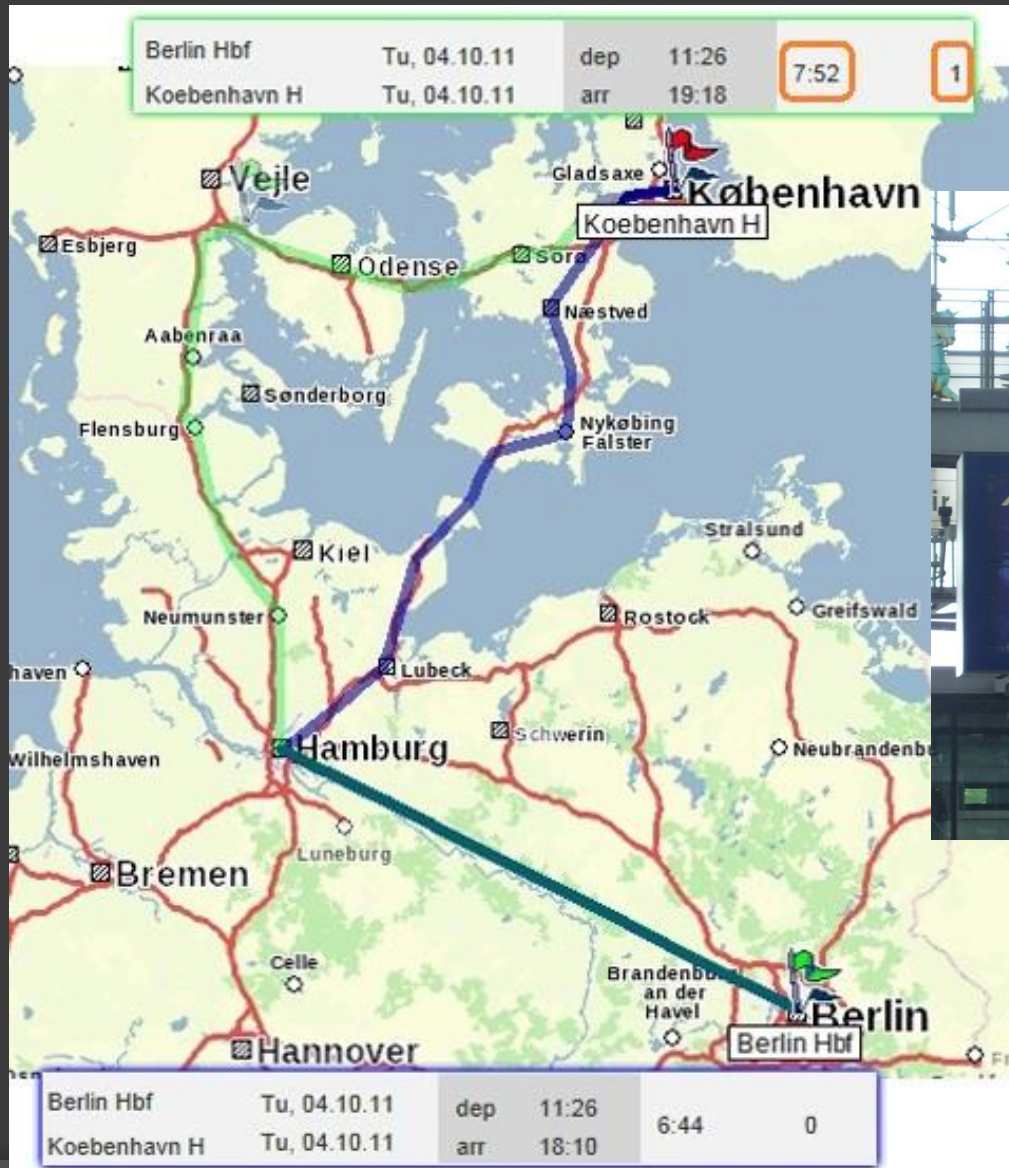 Berlin Hbf Tu, 04.10.11 dep 11:26 7:52 1
Koebenhavn H Tu, 04.10.11 arr 19:18
Vejle
Gladsaxe
København
Koebenhavn H
Esbjerg
Odense
Sorø
Næstved
Aabenraa
Sønderborg
Flensburg
Nykøbing
Falster
Stralsund
Kiel
Neumunster
Rostock
Greifswald
haven
Lubeck
Schwerin
Hamburg
Neubrandenbu
Wilhelmshaven
Luneburg
Bremen
Celle
an der
Havel
Berlin
Berlin Hbf
Hannover
Berlin Hbf Tu, 04.10.11 dep 11:26 6:44 0
Koebenhavn H Tu, 04.10.11 arr 18:10